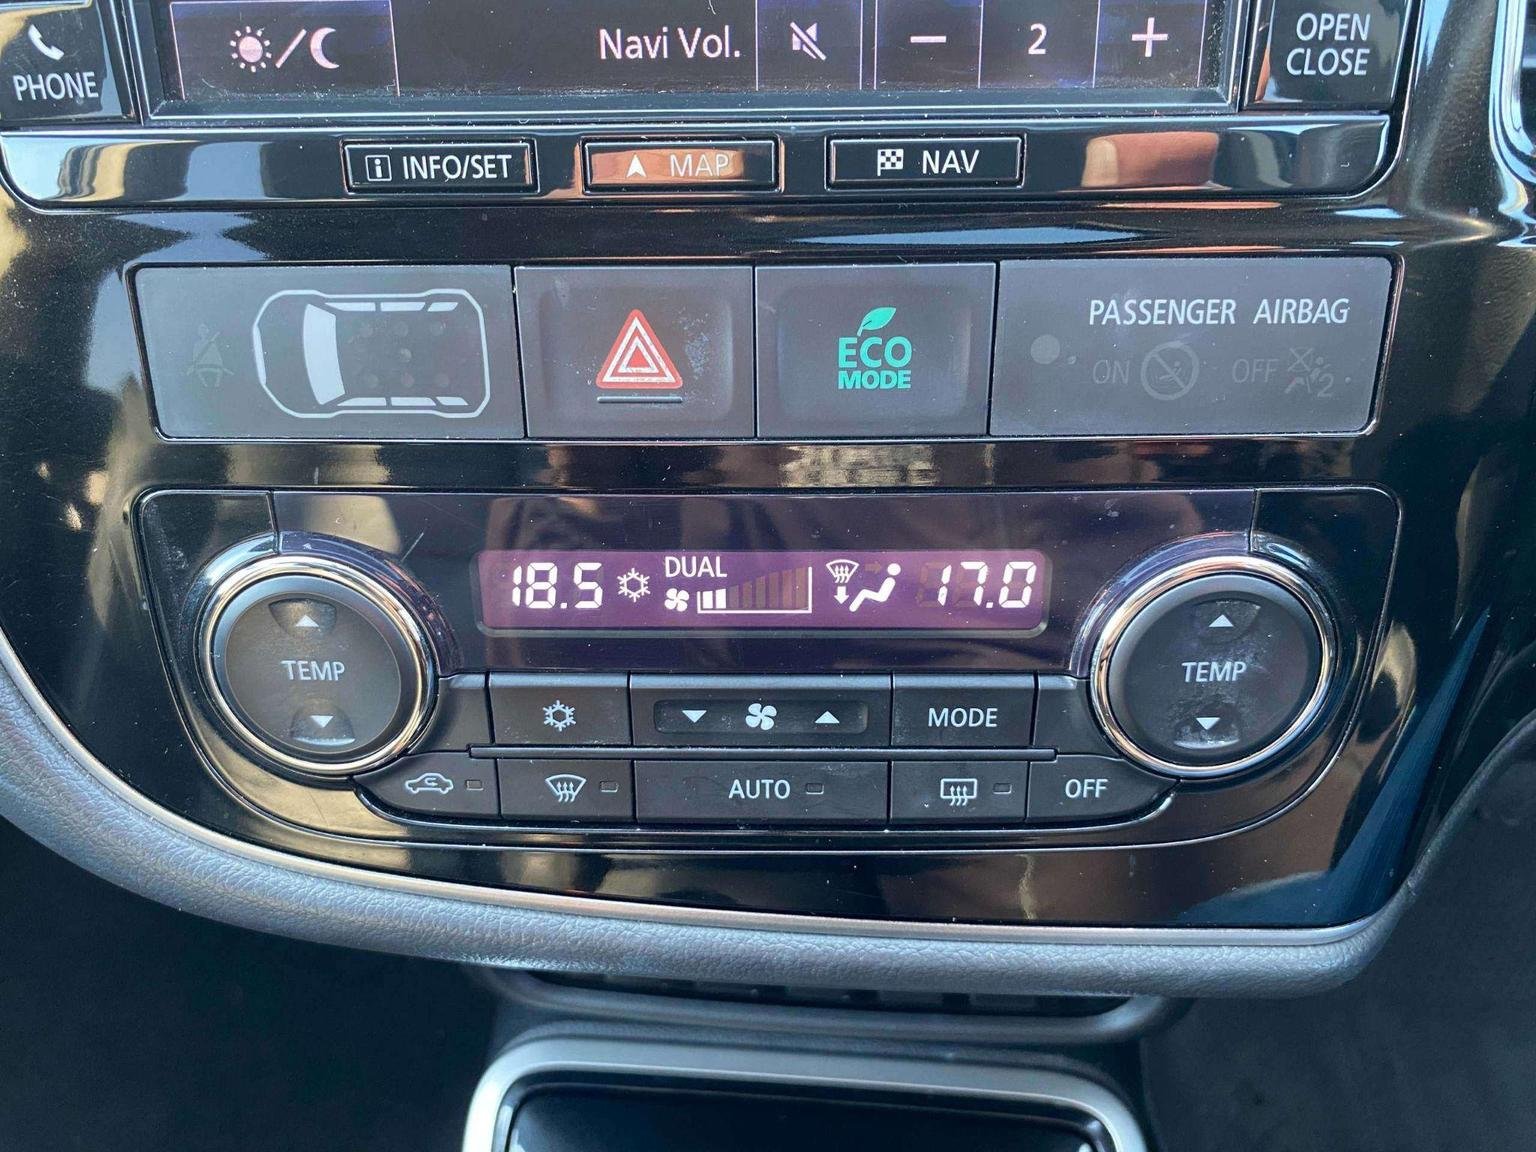 PHONE
Navi Vol.
2
OPEN
CLOSE
INFO/SET
MAP
NAV
ECO
MODE
PASSENGER AIRBAG
ON
OFF
2
18.5
DUAL
17.0
TEMP
TEMP
MODE
AUTO
OFF